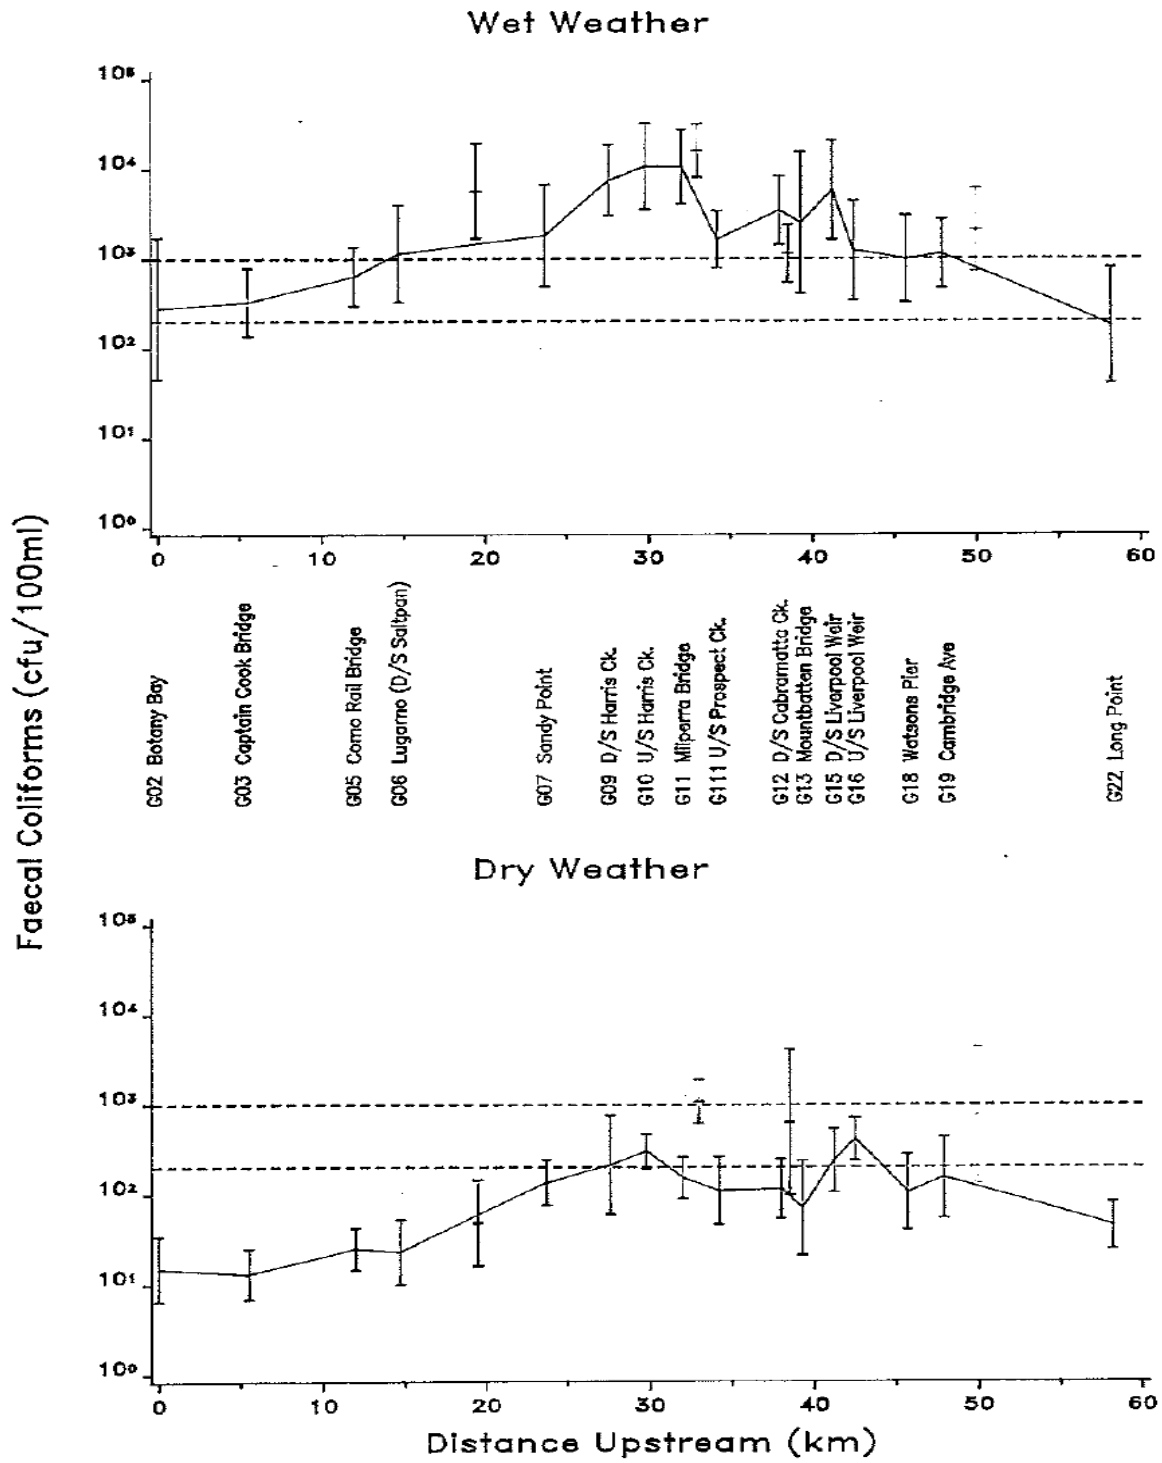 Wet Weather
10⁵
10⁴
10³
10²
10¹
10⁰
0 10 20 30 40 50 60
G02 Botany Bay
G03 Captain Cook Bridge
G05 Como Rail Bridge
G06 Lugarno (D/S Saltpan)
G07 Sandy Point
G09 D/S Harris Ck.
G10 U/S Harris Ck.
G11 Milperra Bridge
G111 U/S Prospect Ck.
G12 D/S Cabramatta Ck.
G13 Mountbatten Bridge
G15 D/S Liverpool Weir
G16 U/S Liverpool Weir
G18 Watsons Pier
G19 Cambridge Ave
G22 Long Point
Faecal Coliforms (cfu/100ml)
Dry Weather
10⁵
10⁴
10³
10²
10¹
10⁰
0 10 20 30 40 50 60
Distance Upstream (km)